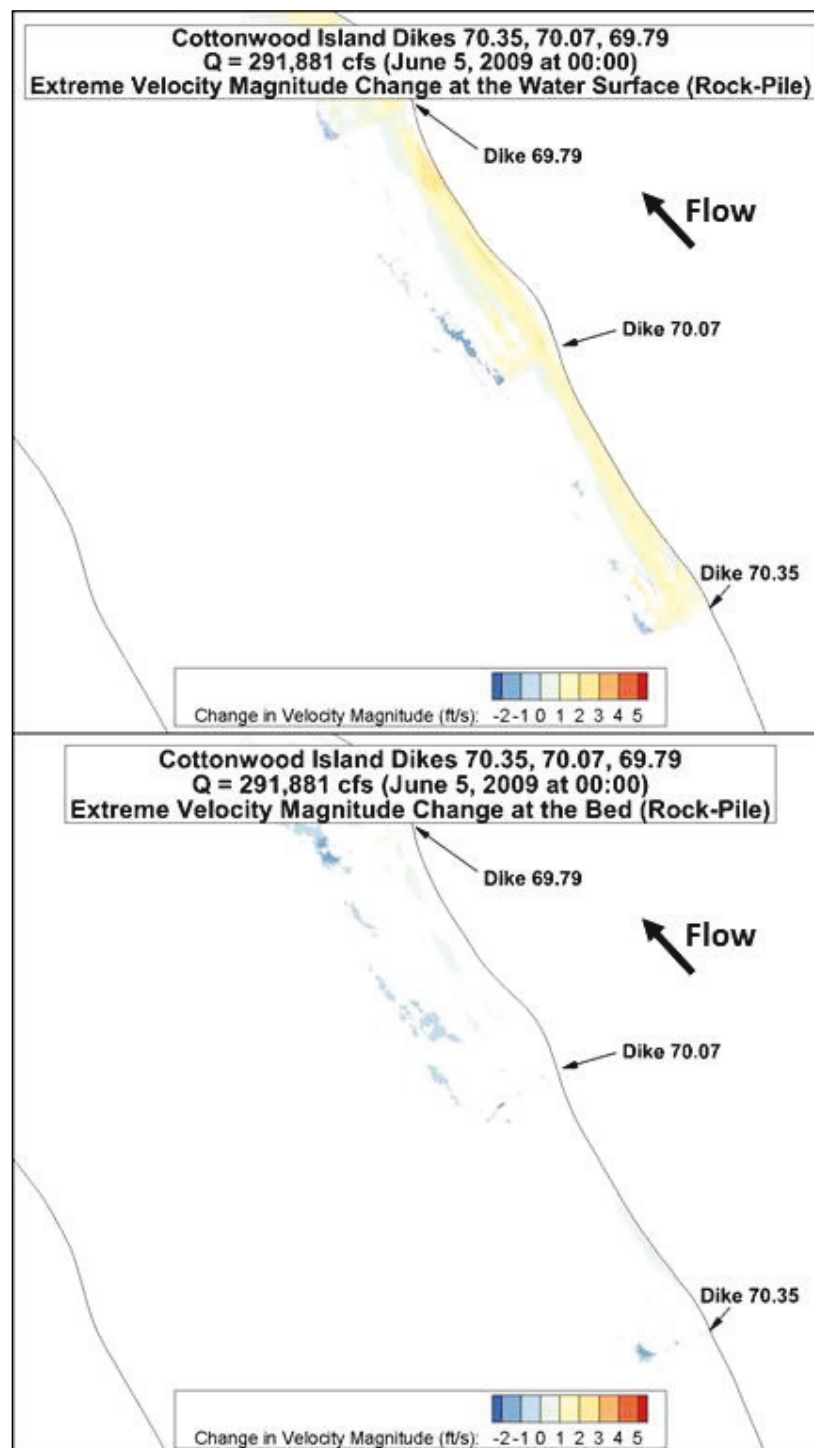 Cottonwood Island Dikes 70.35, 70.07, 69.79
Q = 291,881 cfs (June 5, 2009 at 00:00)
Extreme Velocity Magnitude Change at the Water Surface (Rock-Pile)
Dike 69.79
Flow
Dike 70.07
Dike 70.35
Change in Velocity Magnitude (ft/s): -2 -1 0 1 2 3 4 5
Cottonwood Island Dikes 70.35, 70.07, 69.79
Q = 291,881 cfs (June 5, 2009 at 00:00)
Extreme Velocity Magnitude Change at the Bed (Rock-Pile)
Dike 69.79
Flow
Dike 70.07
Dike 70.35
Change in Velocity Magnitude (ft/s): -2 -1 0 1 2 3 4 5